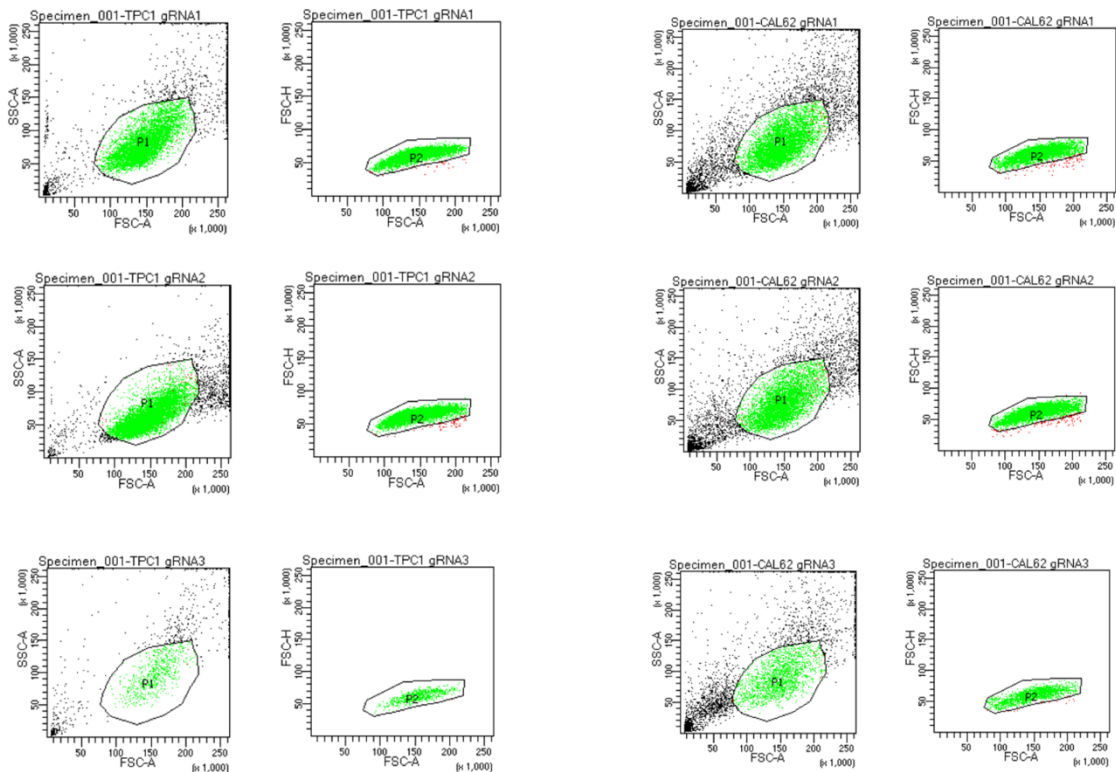 Specimen_001-TPC1 gRNA1
SSC-A
(x 1,000)
50 100 150 200 250
P1
50 100 150 200 250
FSC-A
(x 1,000)
Specimen_001-TPC1 gRNA1
FSC-H
(x 1,000)
50 100 150 200 250
P2
50 100 150 200 250
FSC-A
(x 1,000)
Specimen_001-CAL62 gRNA1
SSC-A
(x 1,000)
50 100 150 200 250
P1
50 100 150 200 250
FSC-A
(x 1,000)
Specimen_001-CAL62 gRNA1
FSC-H
(x 1,000)
50 100 150 200 250
P2
50 100 150 200 250
FSC-A
(x 1,000)
Specimen_001-TPC1 gRNA2
SSC-A
(x 1,000)
50 100 150 200 250
P1
50 100 150 200 250
FSC-A
(x 1,000)
Specimen_001-TPC1 gRNA2
FSC-H
(x 1,000)
50 100 150 200 250
P2
50 100 150 200 250
FSC-A
(x 1,000)
Specimen_001-CAL62 gRNA2
SSC-A
(x 1,000)
50 100 150 200 250
P1
50 100 150 200 250
FSC-A
(x 1,000)
Specimen_001-CAL62 gRNA2
FSC-H
(x 1,000)
50 100 150 200 250
P2
50 100 150 200 250
FSC-A
(x 1,000)
Specimen_001-TPC1 gRNA3
SSC-A
(x 1,000)
50 100 150 200 250
P1
50 100 150 200 250
FSC-A
(x 1,000)
Specimen_001-TPC1 gRNA3
FSC-H
(x 1,000)
50 100 150 200 250
P2
50 100 150 200 250
FSC-A
(x 1,000)
Specimen_001-CAL62 gRNA3
SSC-A
(x 1,000)
50 100 150 200 250
P1
50 100 150 200 250
FSC-A
(x 1,000)
Specimen_001-CAL62 gRNA3
FSC-H
(x 1,000)
50 100 150 200 250
P2
50 100 150 200 250
FSC-A
(x 1,000)